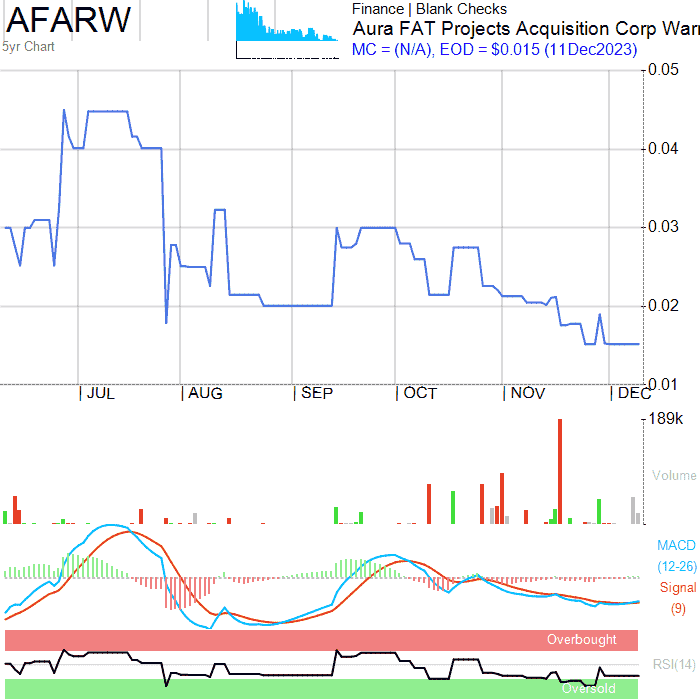 AFARW
5yr Chart
Finance | Blank Checks
Aura FAT Projects Acquisition Corp Warr
MC = (N/A), EOD = $0.015 (11Dec2023)
0.05
0.04
0.03
0.02
0.01
| JUL | AUG | SEP | OCT | NOV | DEC
189k
Volume
MACD
(12-26)
Signal
(9)
Overbought
RSI(14)
Oversold